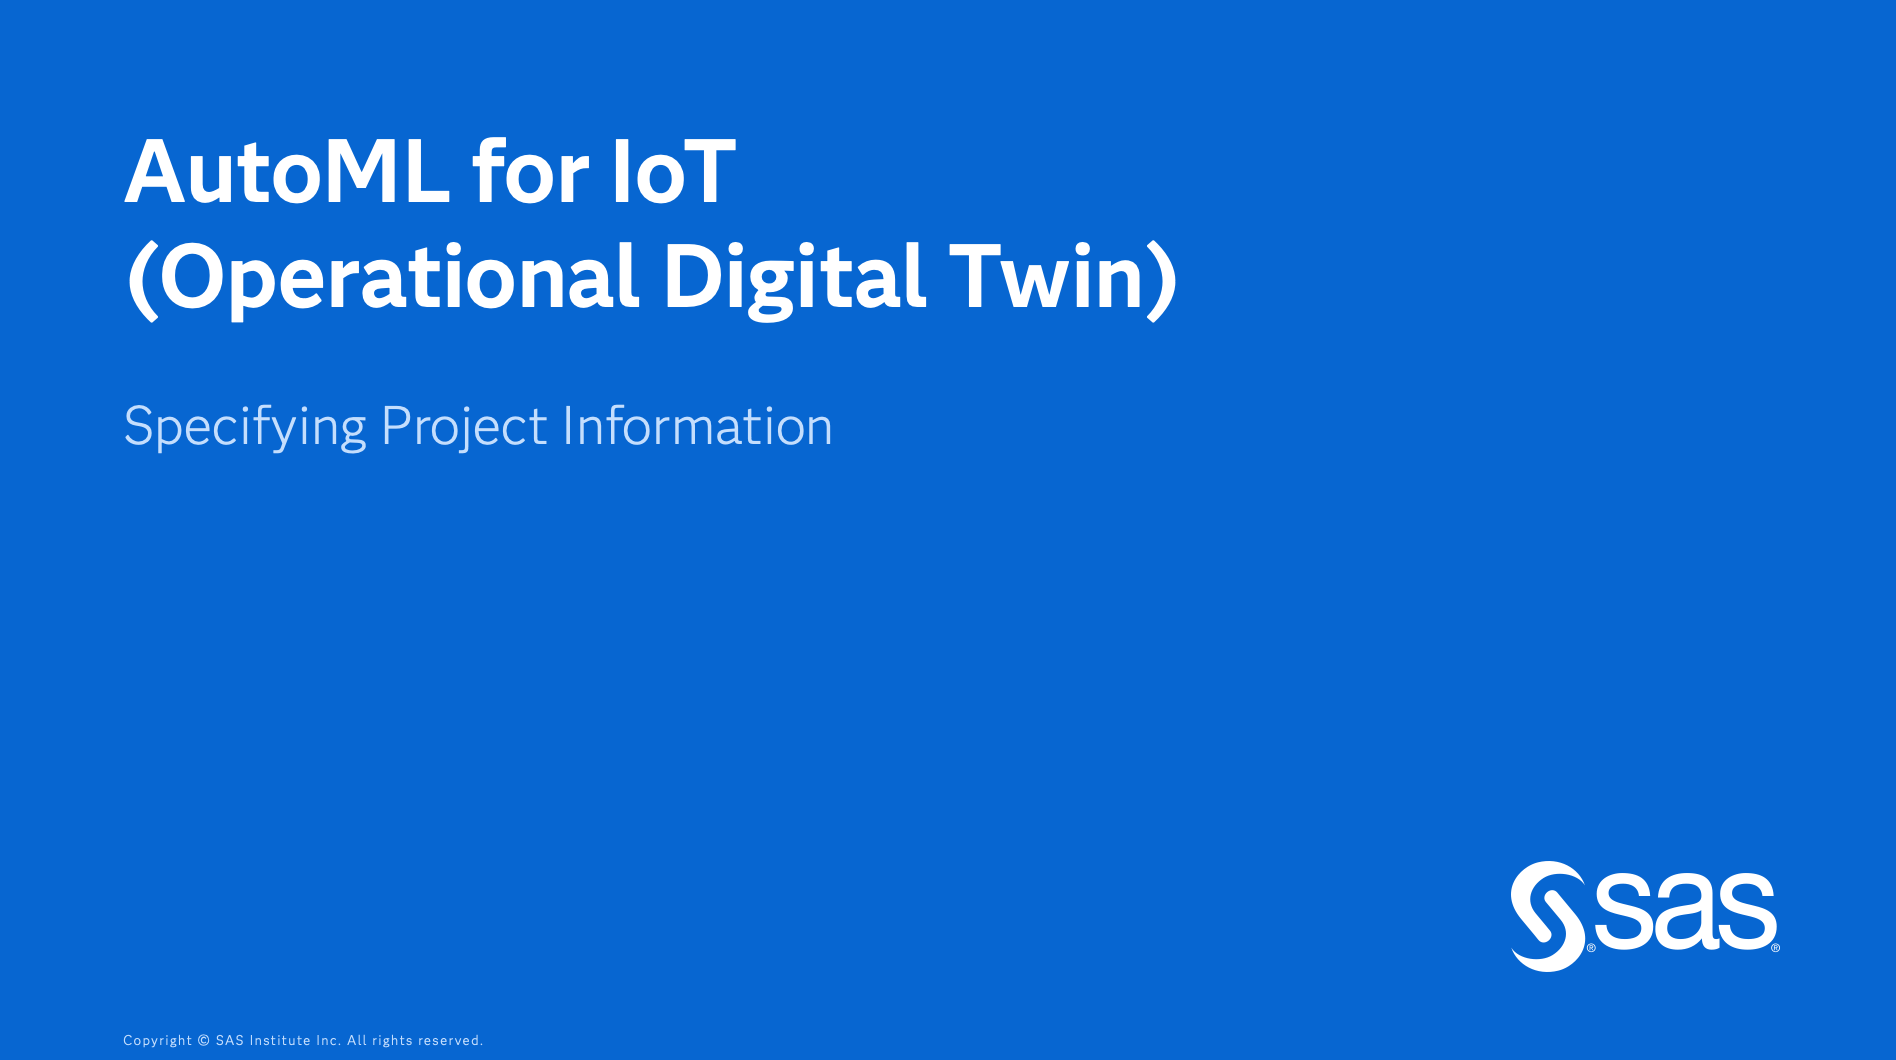 AutoML for IoT
(Operational Digital Twin)
Specifying Project Information
sas
Copyright © SAS Institute Inc. All rights reserved.